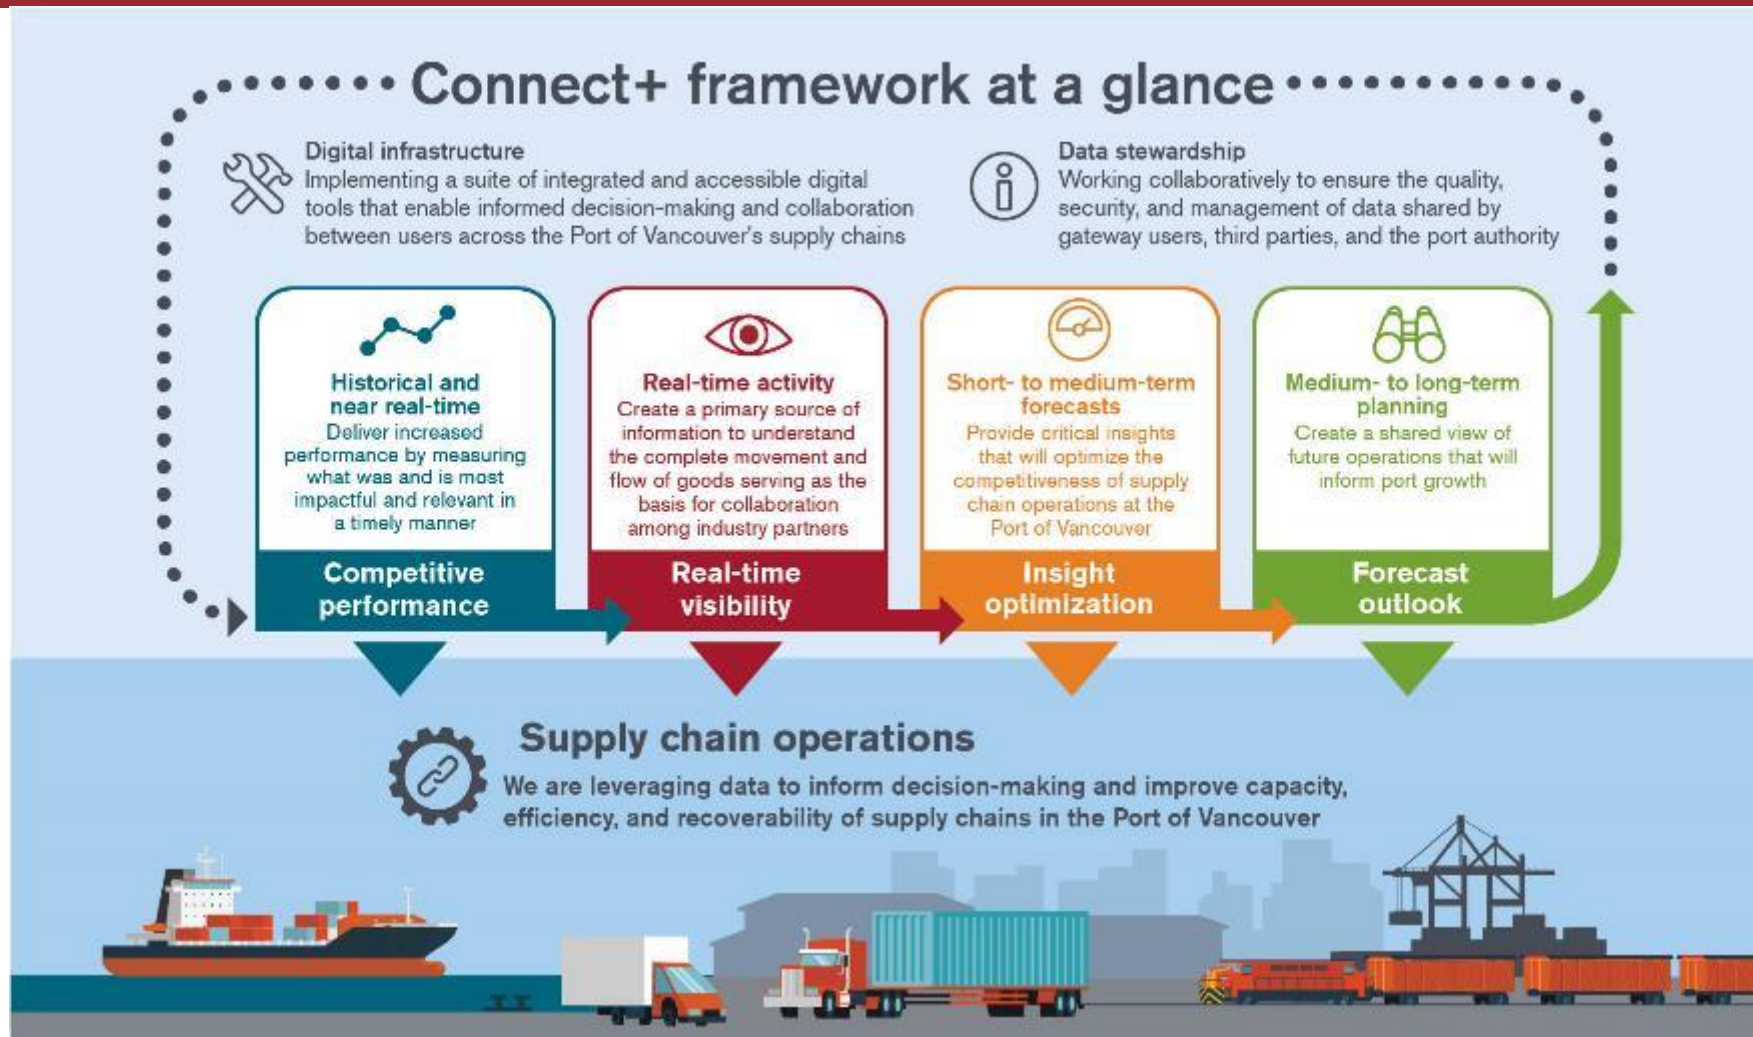 Connect+ framework at a glance
Digital infrastructure
Implementing a suite of integrated and accessible digital
tools that enable informed decision-making and collaboration
between users across the Port of Vancouver's supply chains
Data stewardship
Working collaboratively to ensure the quality,
security, and management of data shared by
gateway users, third parties, and the port authority
Historical and
near real-time
Deliver increased
performance by measuring
what was and is most
impactful and relevant in
a timely manner
Competitive
performance
Real-time activity
Create a primary source of
information to understand
the complete movement and
flow of goods serving as the
basis for collaboration
among industry partners
Real-time
visibility
Short- to medium-term
forecasts
Provide critical insights
that will optimize the
competitiveness of supply
chain operations at the
Port of Vancouver
Insight
optimization
Medium- to long-term
planning
Create a shared view of
future operations that will
inform port growth
Forecast
outlook
Supply chain operations
We are leveraging data to inform decision-making and improve capacity,
efficiency, and recoverability of supply chains in the Port of Vancouver